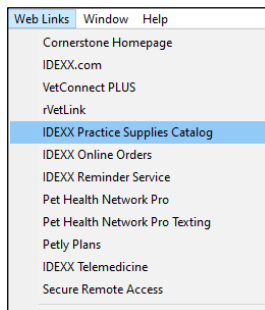 Web Links Window Help
Cornerstone Homepage
IDEXX.com
VetConnect PLUS
rVetLink
IDEXX Practice Supplies Catalog
IDEXX Online Orders
IDEXX Reminder Service
Pet Health Network Pro
Pet Health Network Pro Texting
Petly Plans
IDEXX Telemedicine
Secure Remote Access